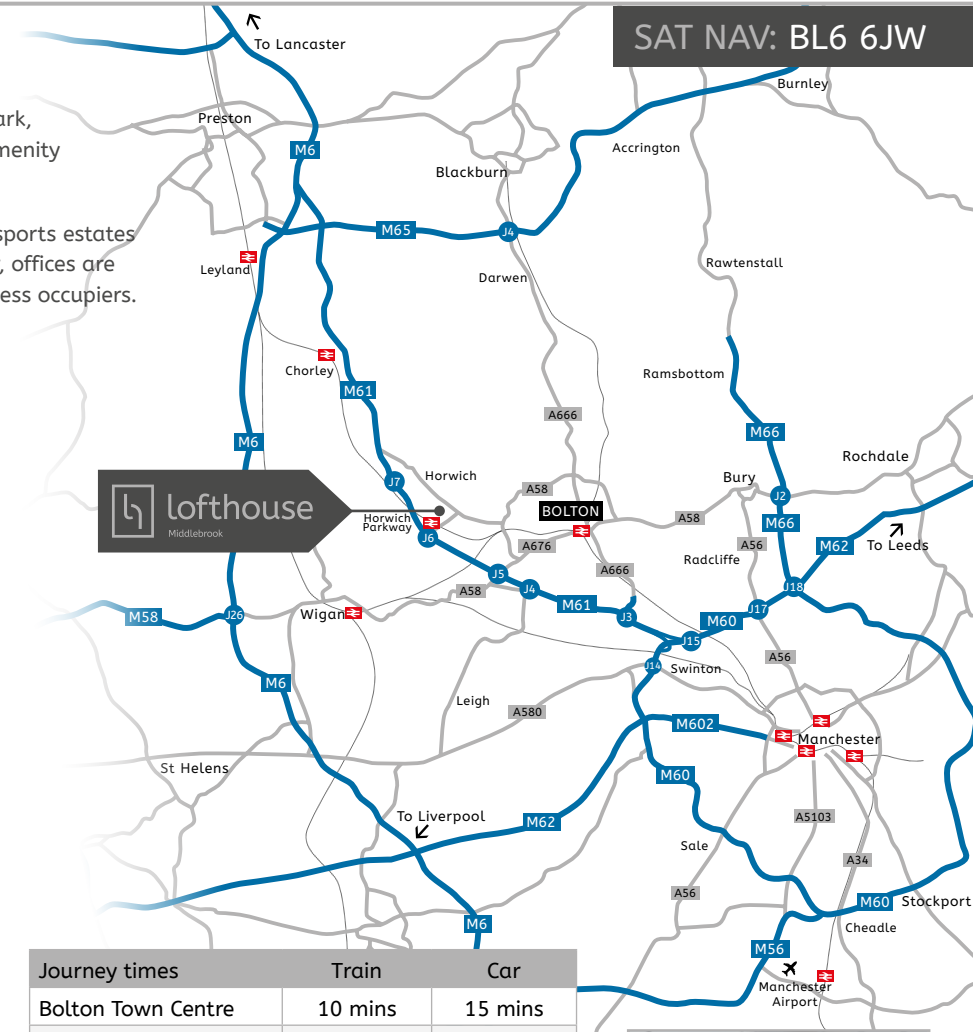 SAT NAV: BL6 6JW
To Lancaster
Burnley
ark,
Preston
menity
M6
Accrington
Blackburn
sports estates
M65
J4
, offices are
Leyland
Rawtenstall
Darwen
ess occupiers.
Chorley
Ramsbottom
M61
A666
M6
M66
Rochdale
Horwich
Bury
J7
A58
J2
lofthouse
Middlebrook
BOLTON
Horwich
Parkway
A58
M66
J6
A676
A56
M62
To Leeds
Radcliffe
J5
A666
J4
A58
J18
M61
M58
J26
Wigan
J3
M60
J17
J15
A56
J14
Swinton
M6
Leigh
A580
M602
Manchester
St Helens
M60
To Liverpool
M62
A5103
Sale
A34
A56
M60
Stockport
M6
Cheadle
M56
Manchester
Airport
Journey times Train Car
Bolton Town Centre 10 mins 15 mins